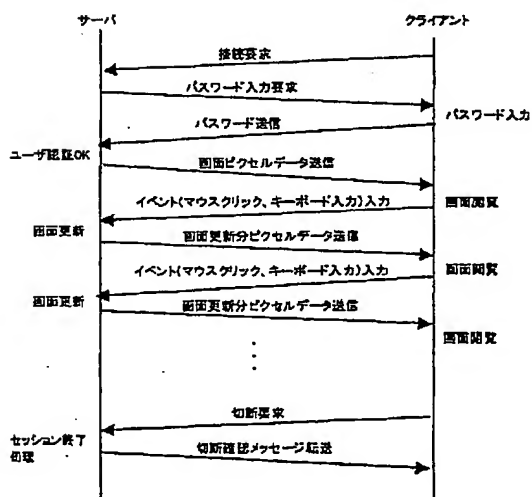 サーバ
クライアント
接続要求
パスワード入力要求
パスワード入力
パスワード送信
ユーザ認証OK
画面ピクセルデータ送信
イベント(マウスクリック、キーボード入力)入力
画面閲覧
画面更新
画面更新分ピクセルデータ送信
イベント(マウスクリック、キーボード入力)入力
画面閲覧
画面更新
画面更新分ピクセルデータ送信
画面閲覧
切断要求
セッション終了
処理
切断確認メッセージ転送